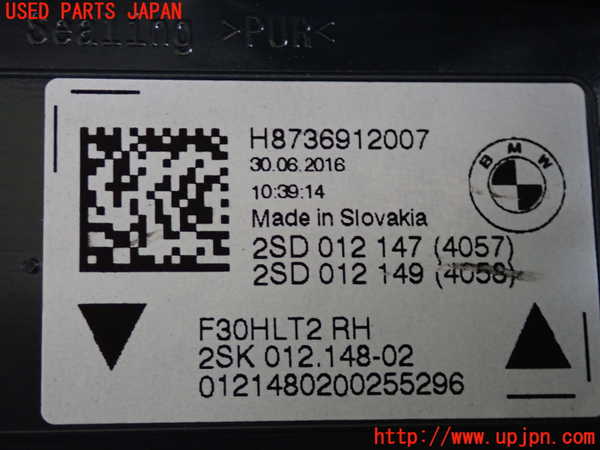 USED PARTS JAPAN
Sealing >PUR<
H8736912007
30.06.2016
10:39:14
Made in Slovakia
BMW
2SD 012 147 (4057)
2SD 012 149 (4058)
F30HLT2 RH
2SK 012.148-02
01214800200255296
http://www.upjpn.com/